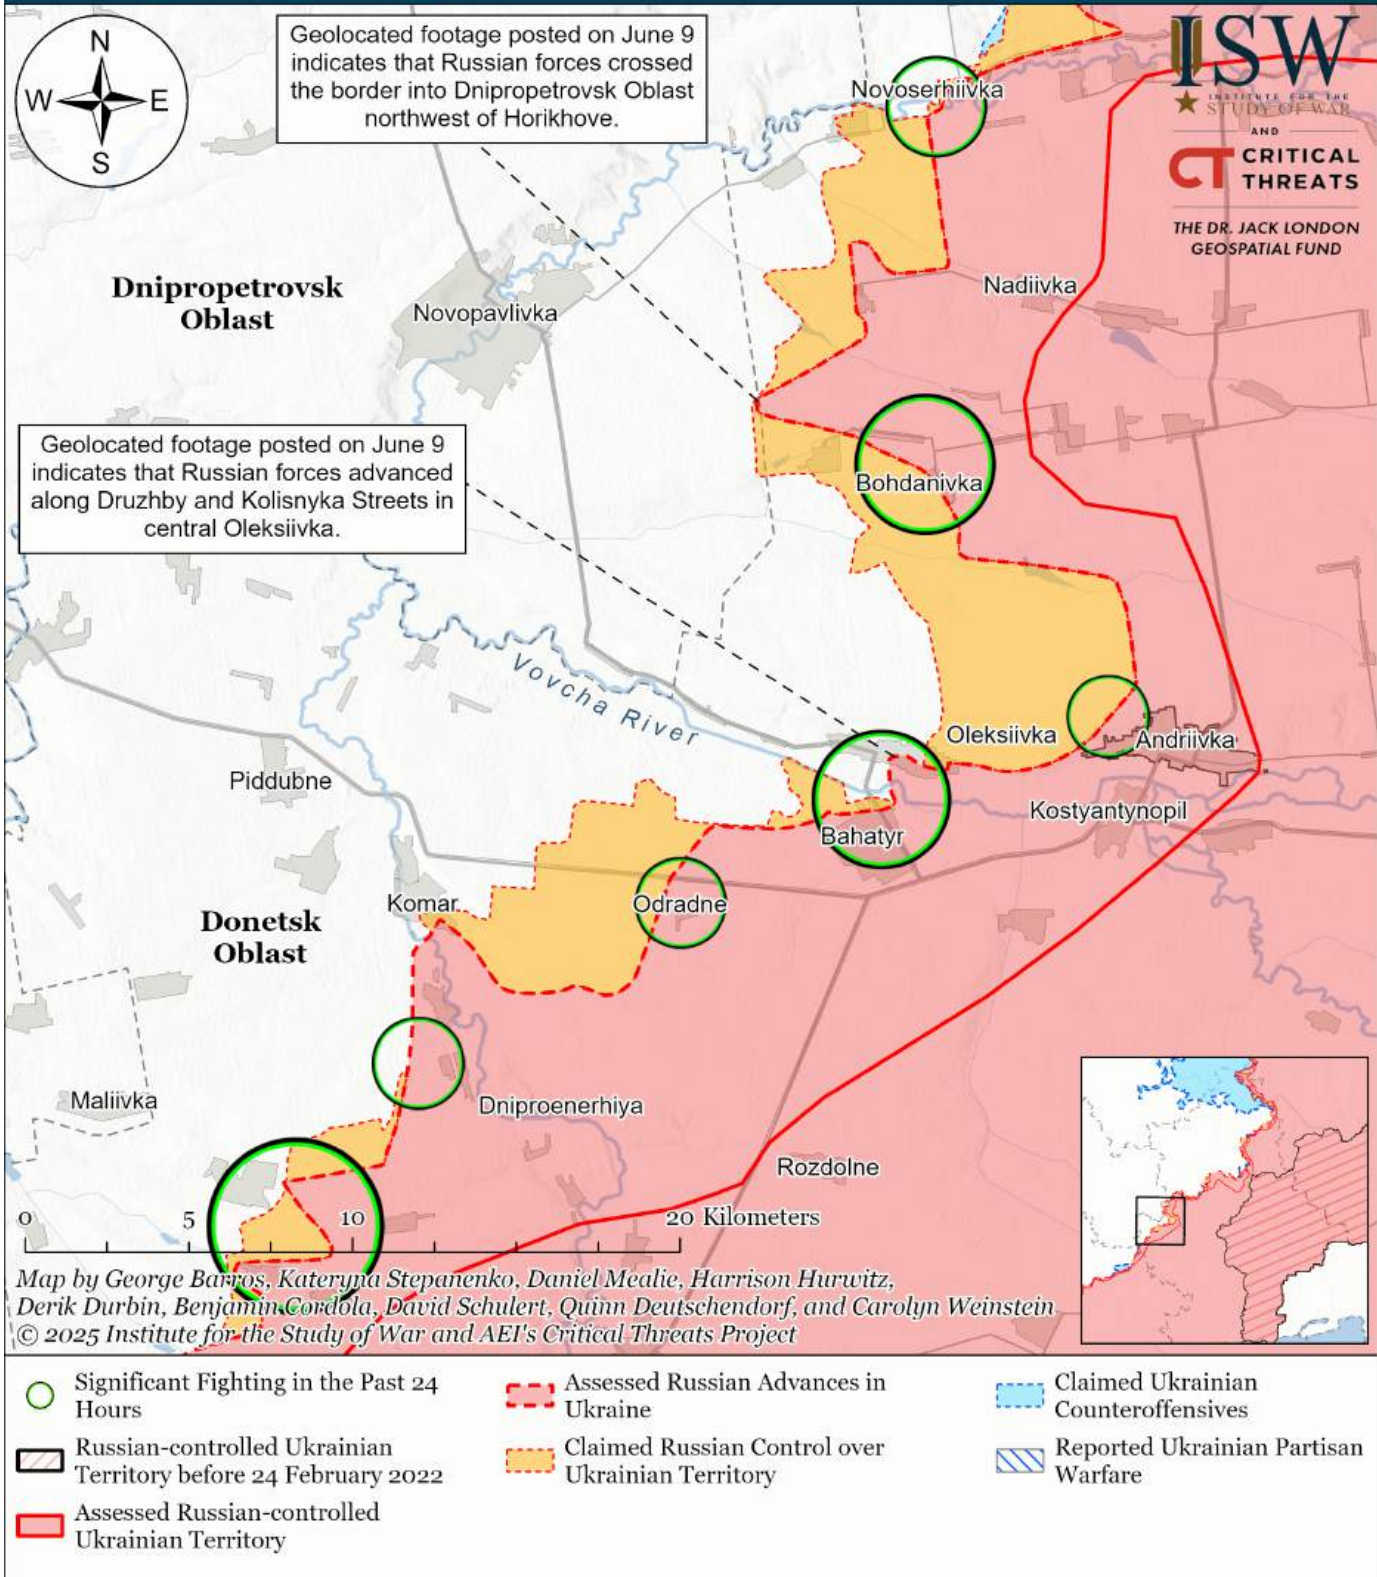 Geolocated footage posted on June 9
indicates that Russian forces crossed
the border into Dnipropetrovsk Oblast
northwest of Horikhove.
N
W
E
S
ISW
INSTITUTE FOR THE
STUDY OF WAR
AND
CT CRITICAL
THREATS
THE DR. JACK LONDON
GEOSPATIAL FUND
Novoserhiivka
Dnipropetrovsk
Oblast
Novopavlivka
Nadiivka
Geolocated footage posted on June 9
indicates that Russian forces advanced
along Druzhby and Kolisnyka Streets in
central Oleksiivka.
Bohdanivka
Vovcha River
Oleksiivka
Andriivka
Piddubne
Kostyantynopil
Bahatyr
Komar
Odradne
Donetsk
Oblast
Maliivka
Dniproenerhiya
Rozdolne
0 5 10 20 Kilometers
Map by George Barros, Kateryna Stepanenko, Daniel Mealie, Harrison Hurwitz,
Derik Durbin, Benjamin Cordola, David Schulert, Quinn Deutschendorf, and Carolyn Weinstein
© 2025 Institute for the Study of War and AEI's Critical Threats Project
Significant Fighting in the Past 24
Hours
Russian-controlled Ukrainian
Territory before 24 February 2022
Assessed Russian-controlled
Ukrainian Territory
Assessed Russian Advances in
Ukraine
Claimed Russian Control over
Ukrainian Territory
Claimed Ukrainian
Counteroffensives
Reported Ukrainian Partisan
Warfare